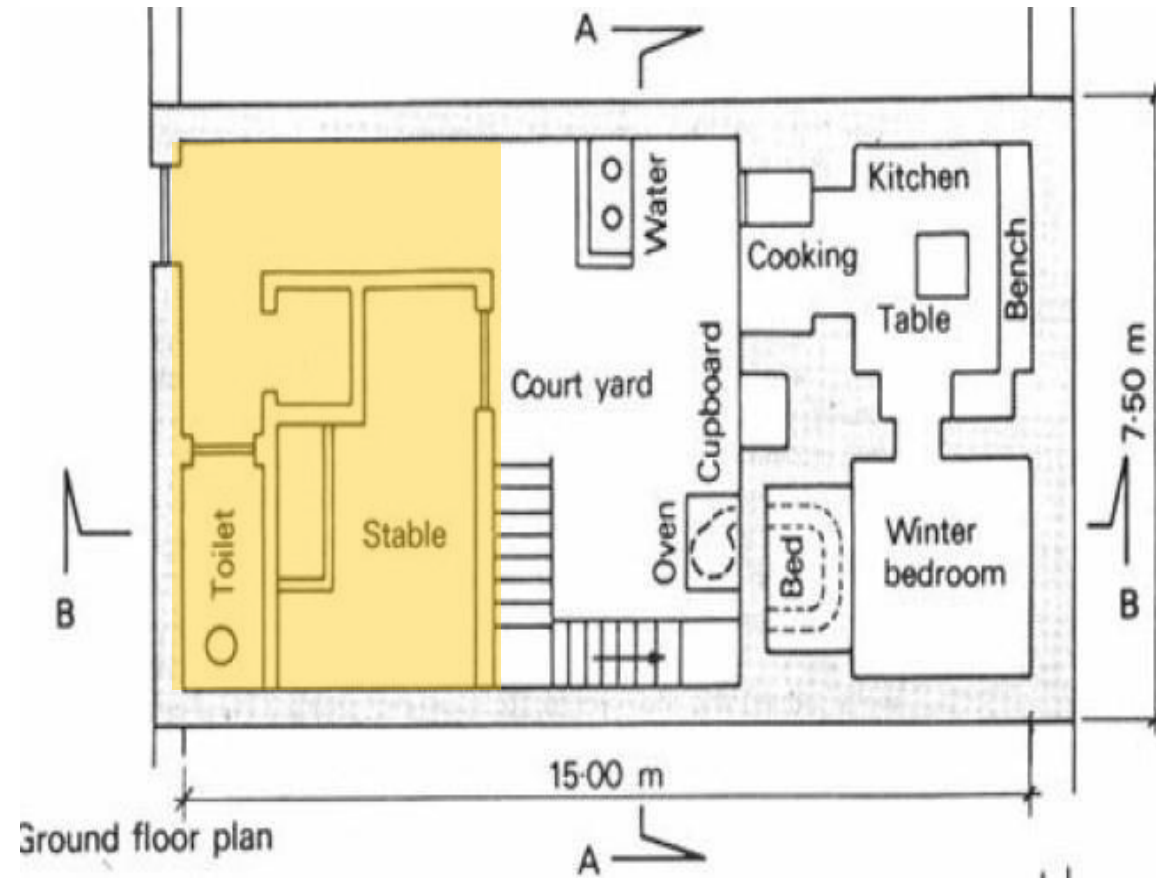 A
Water
Kitchen
Cooking
Bench
Table
Court yard
Cupboard
7·50 m
Toilet
Stable
Oven
Bed
Winter
bedroom
B
B
15·00 m
Ground floor plan
A